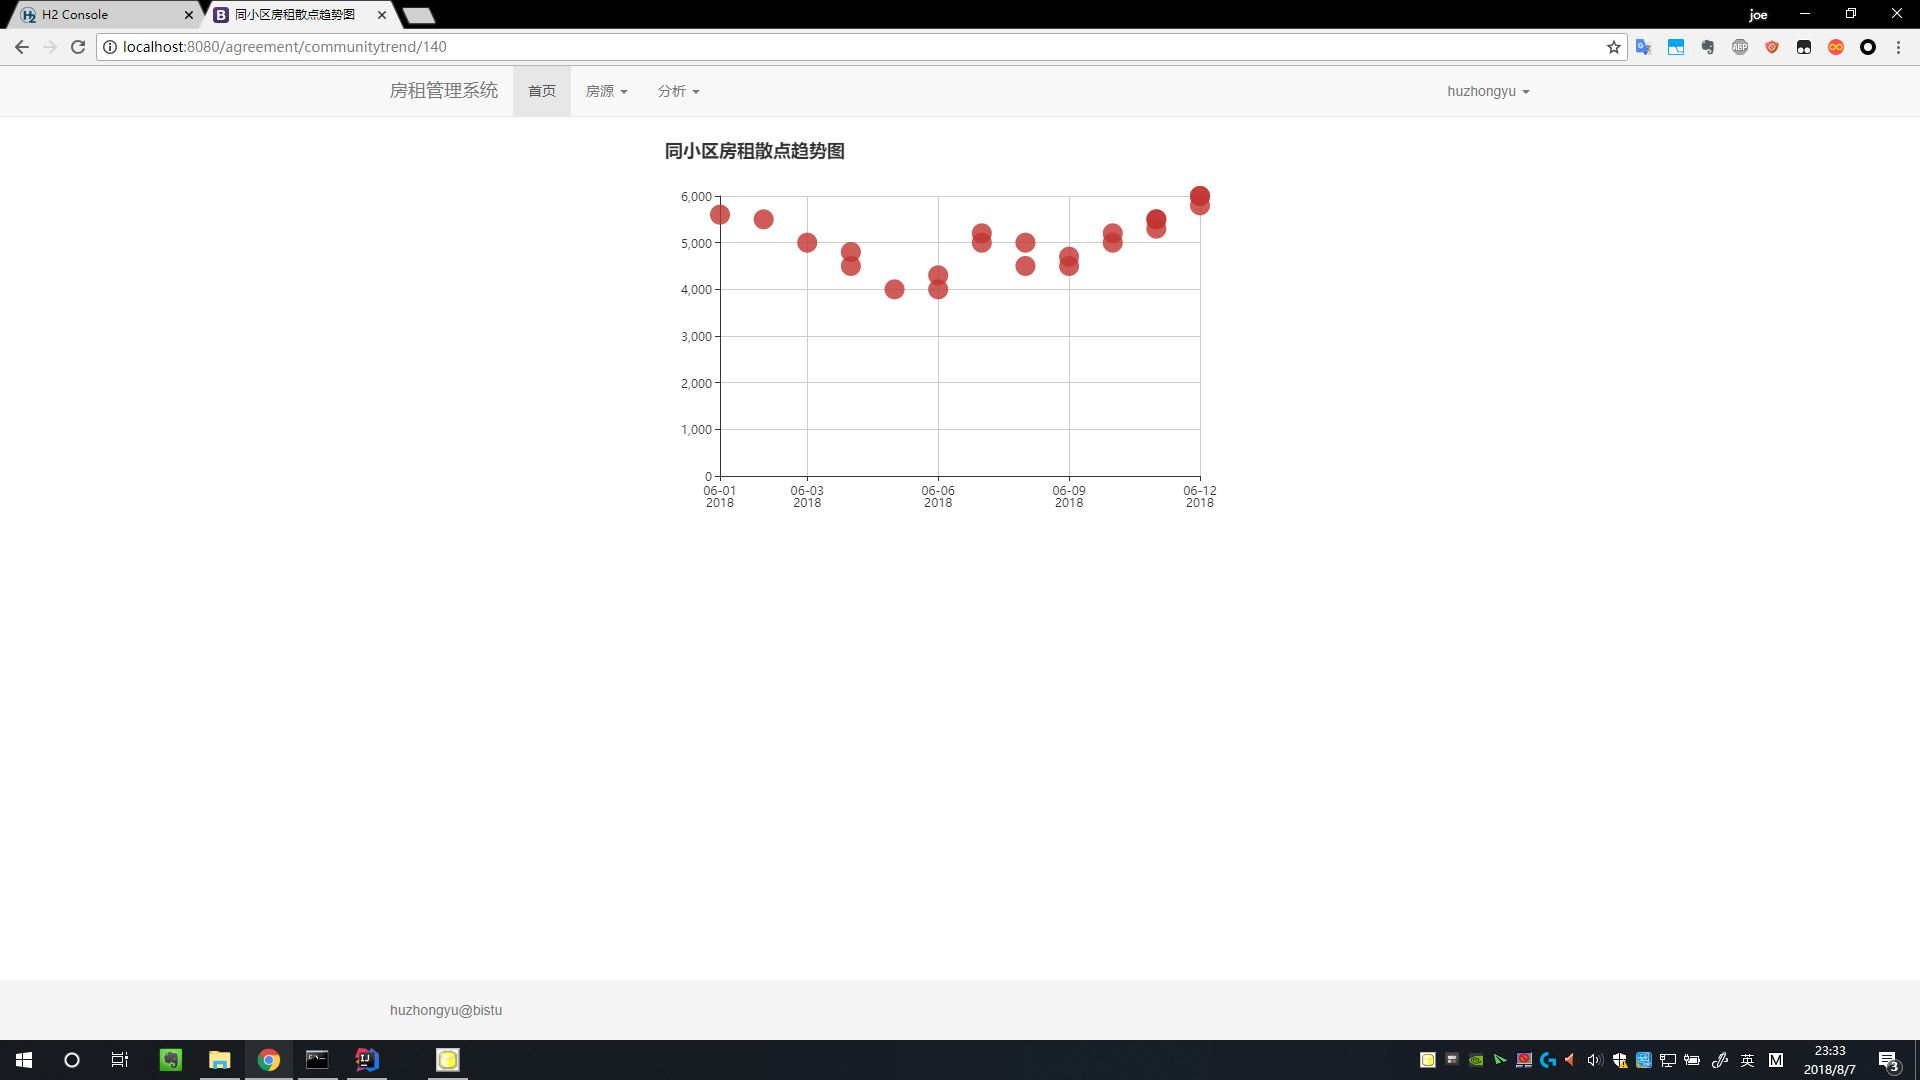 H2 Console
同小区房租散点趋势图
joe
localhost:8080/agreement/communitytrend/140
房租管理系统
首页
房源
分析
huzhongyu
同小区房租散点趋势图
6,000
5,000
4,000
3,000
2,000
1,000
0
06-01
2018
06-03
2018
06-06
2018
06-09
2018
06-12
2018
huzhongyu@bistu
英
M
23:33
2018/8/7
3